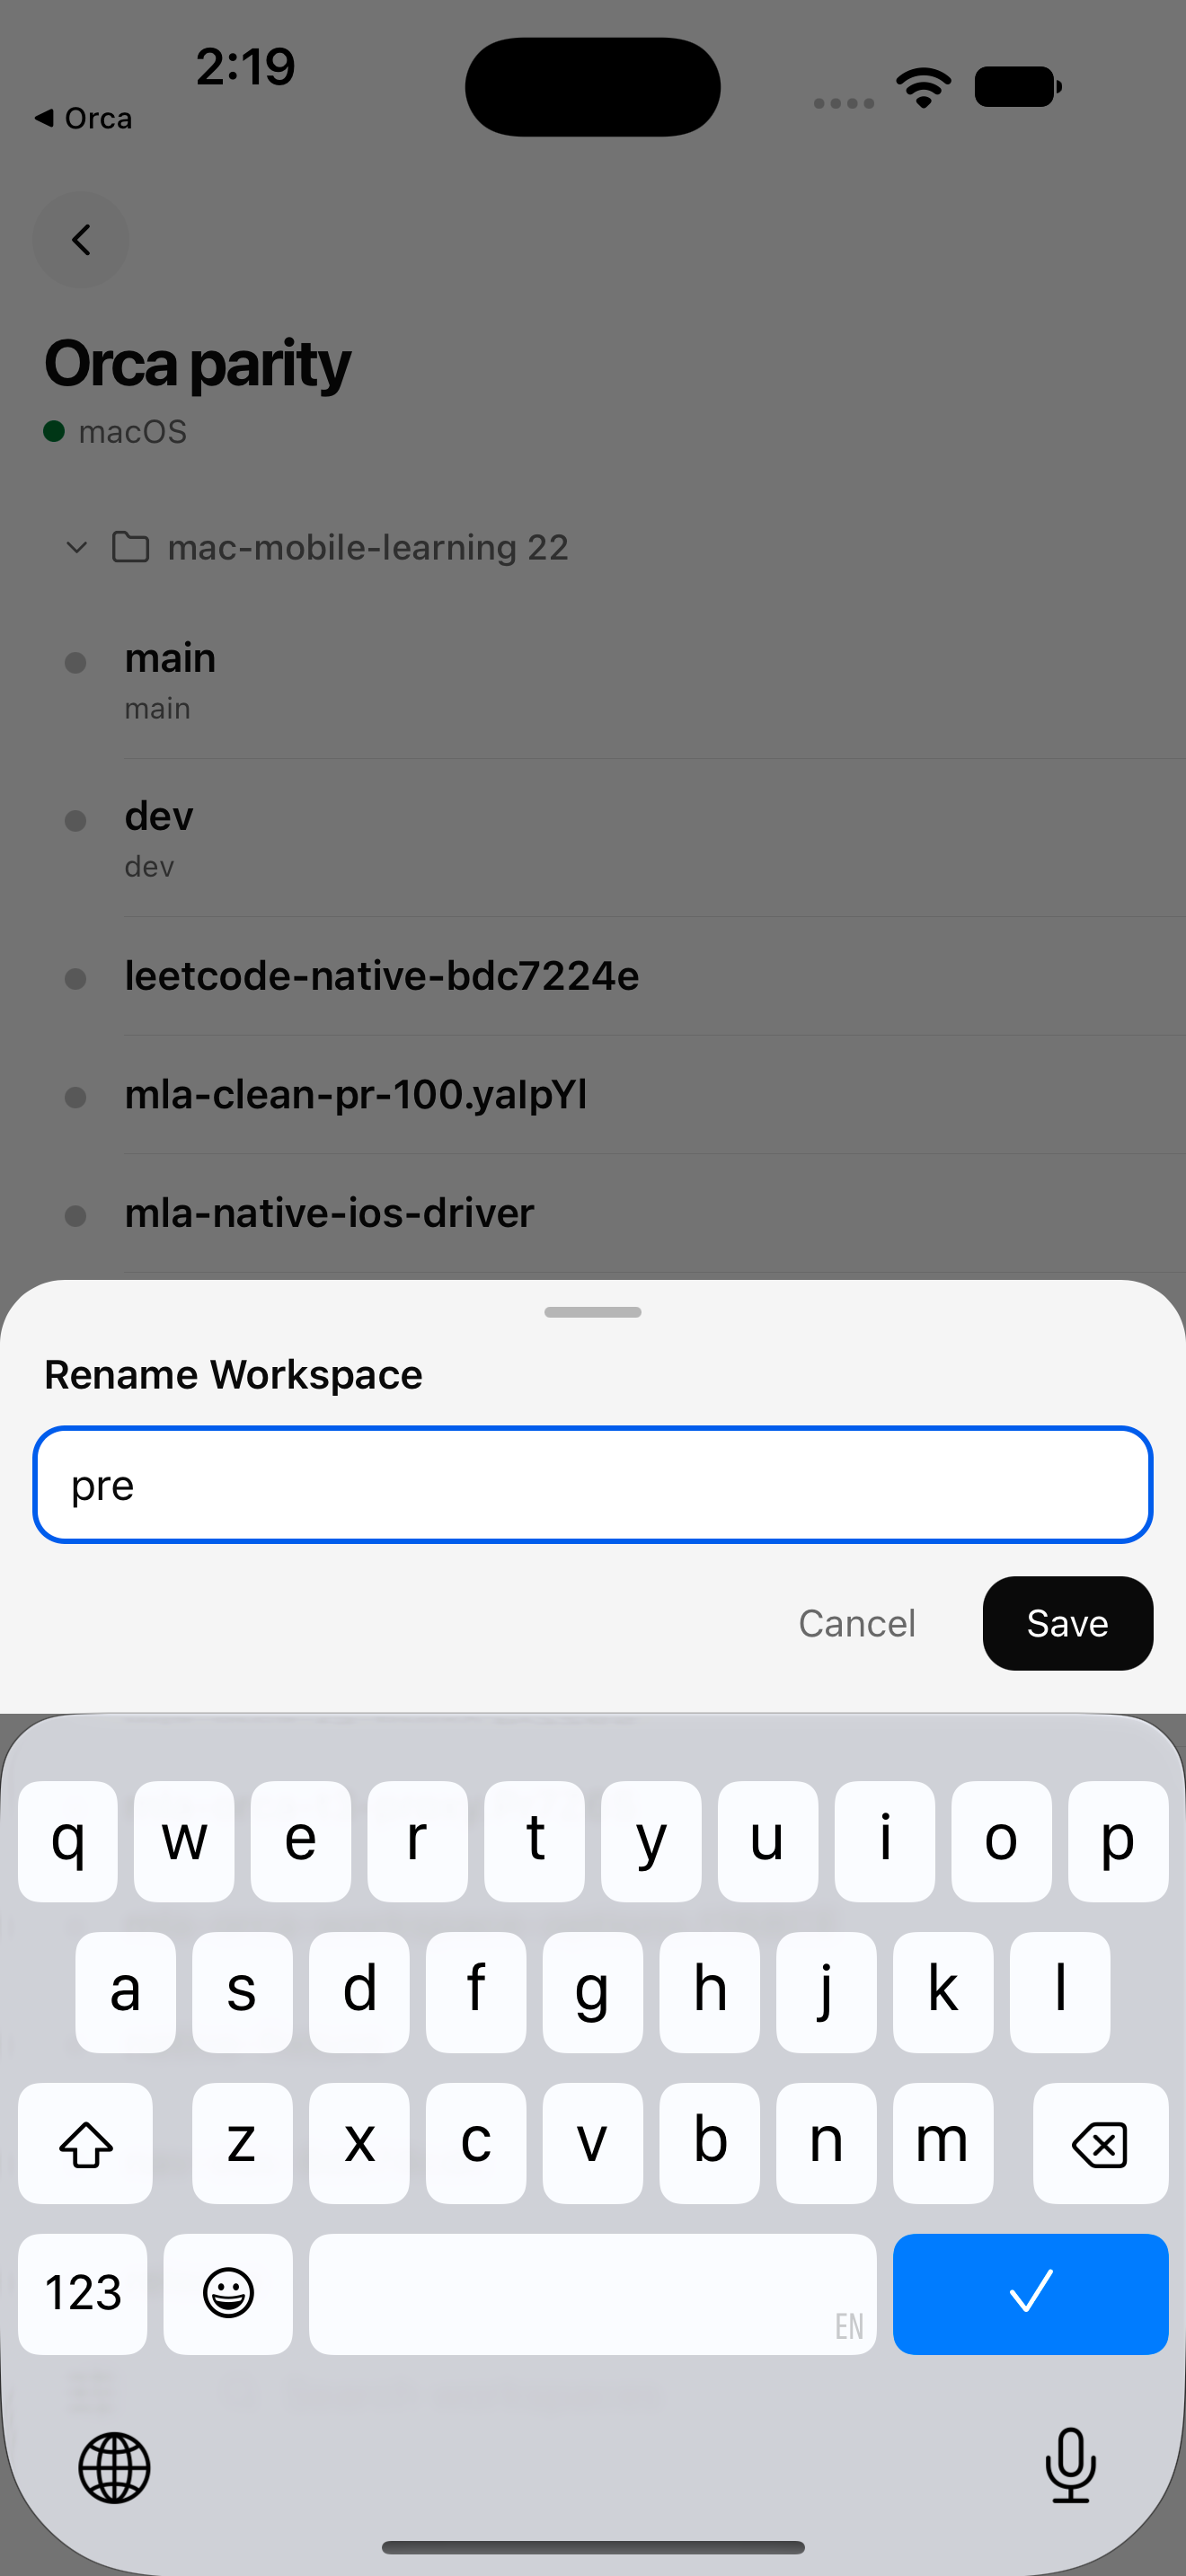 2:19
Orca
Orca parity
macOS
mac-mobile-learning 22
main
main
dev
dev
leetcode-native-bdc7224e
mla-clean-pr-100.yalpYl
mla-native-ios-driver
Rename Workspace
pre
Cancel
Save
q w e r t y u i o p
a s d f g h j k l
z x c v b n m
123
EN